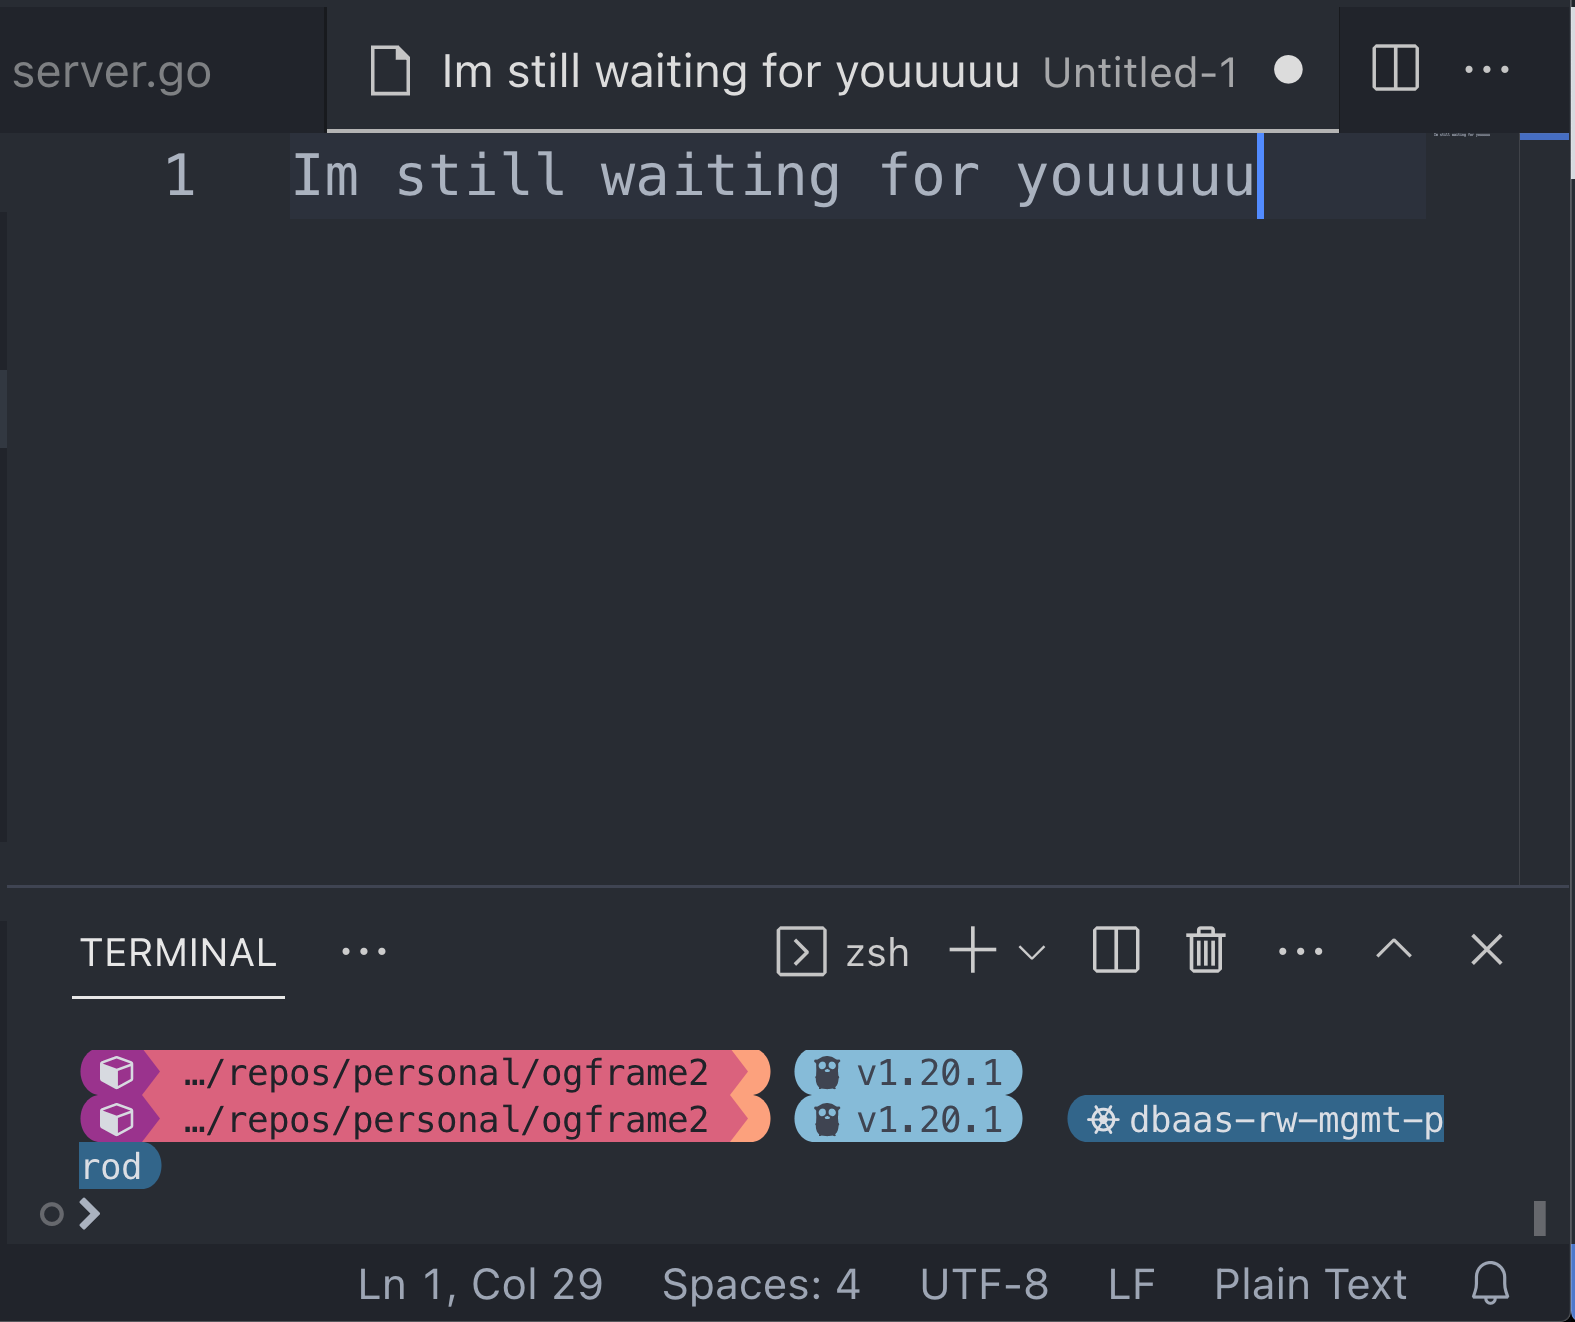 server.go
Im still waiting for youuuuu Untitled-1
1 Im still waiting for youuuuu
TERMINAL
zsh
…/repos/personal/ogframe2 v1.20.1
…/repos/personal/ogframe2 v1.20.1 dbaas-rw-mgmt-p
rod
Ln 1, Col 29 Spaces: 4 UTF-8 LF Plain Text